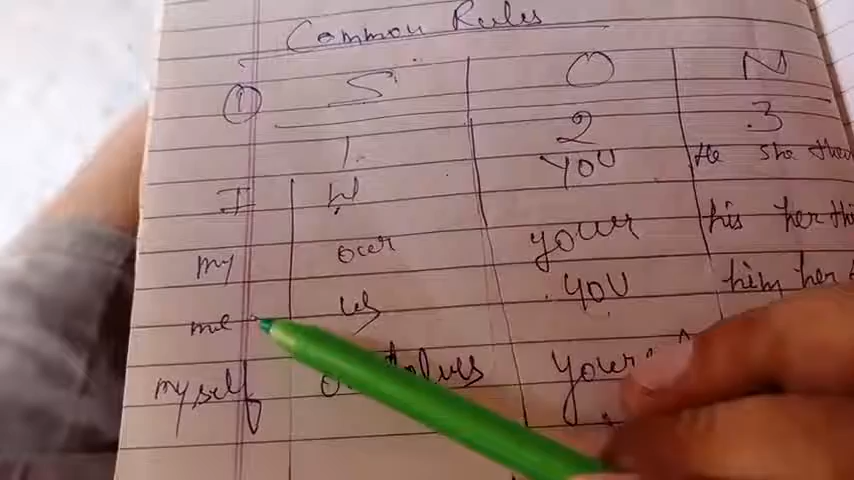 Common Rules
① S O N
1. 2 .3
I W YOU He she
my our your his her
me us YOU him her
myself